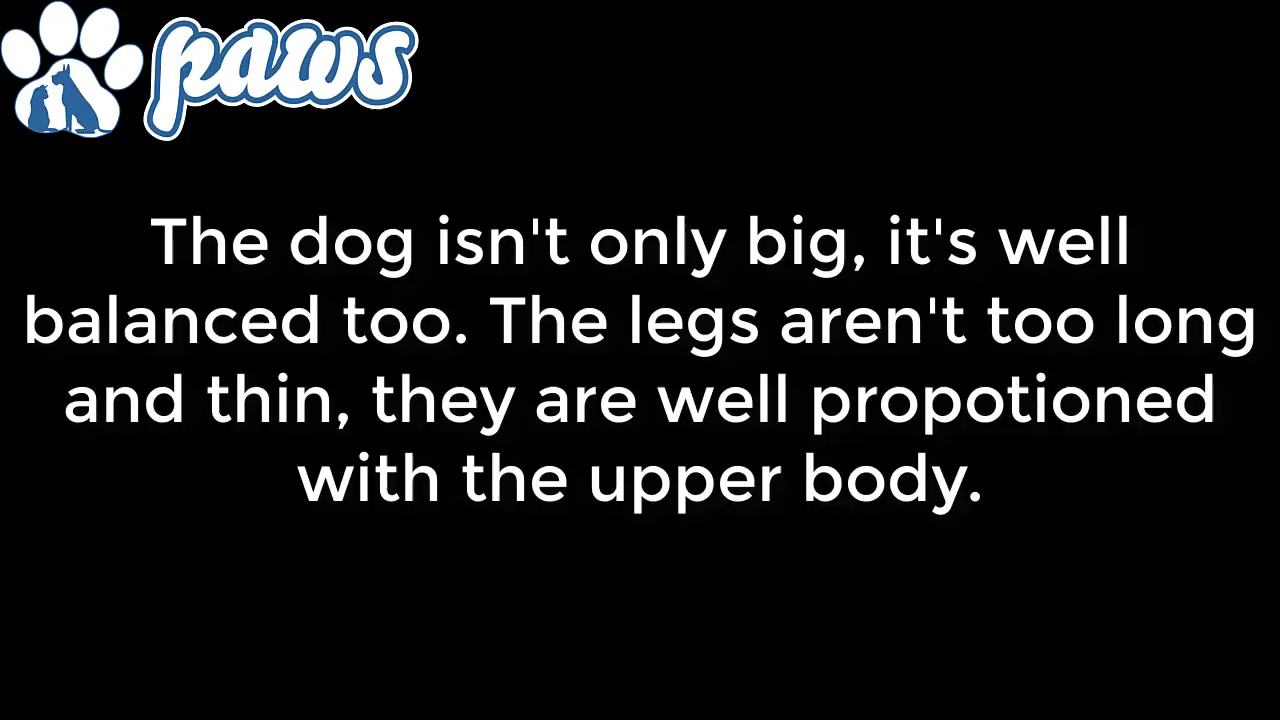 paws
The dog isn't only big, it's well
balanced too. The legs aren't too long
and thin, they are well propotioned
with the upper body.